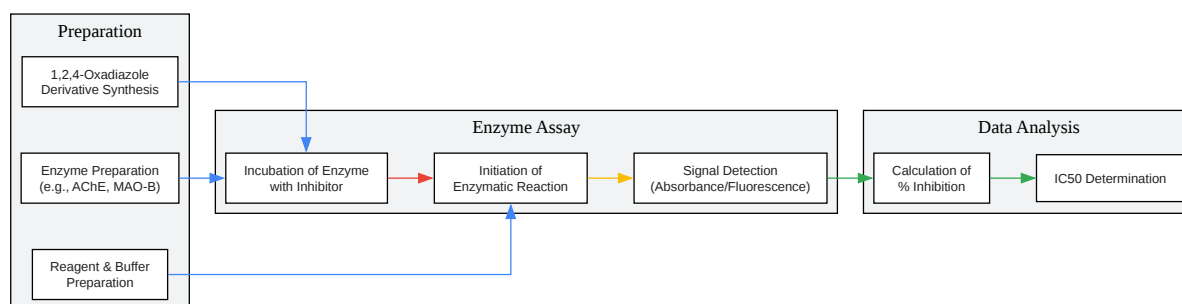 Preparation
1,2,4-Oxadiazole
Derivative Synthesis
Enzyme Preparation
(e.g., AChE, MAO-B)
Reagent & Buffer
Preparation
Enzyme Assay
Incubation of Enzyme
with Inhibitor
Initiation of
Enzymatic Reaction
Signal Detection
(Absorbance/Fluorescence)
Data Analysis
Calculation of
% Inhibition
IC50 Determination